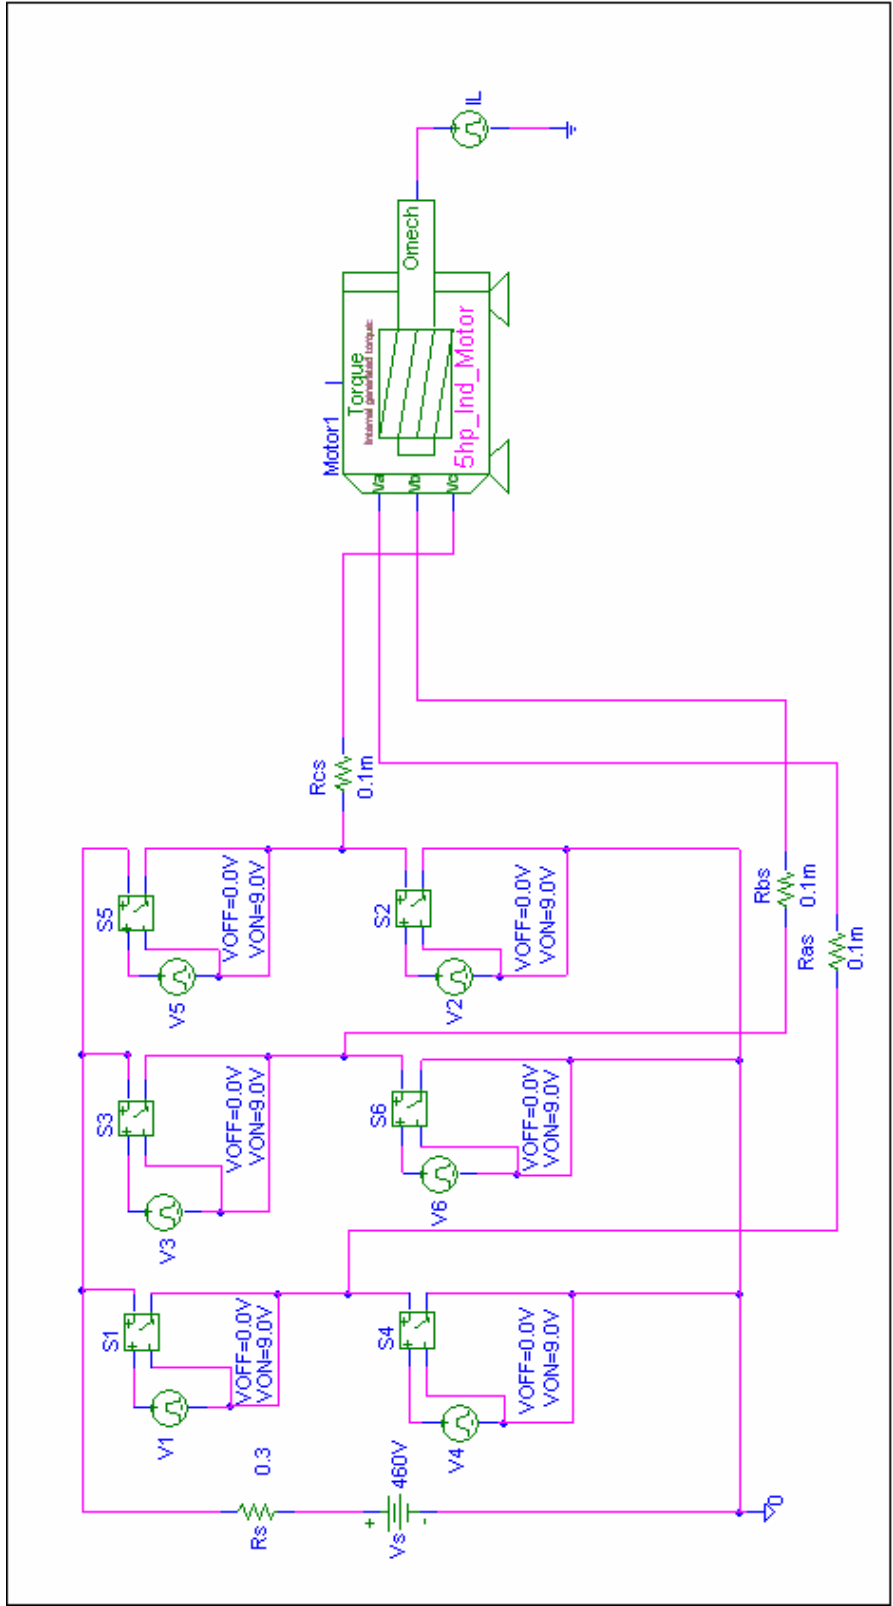 Rs
0.3
Vs
460V
+
-
0
V1
S1
VOFF=0.0V
VON=9.0V
V4
S4
VOFF=0.0V
VON=9.0V
V3
S3
VOFF=0.0V
VON=9.0V
V6
S6
VOFF=0.0V
VON=9.0V
V5
S5
VOFF=0.0V
VON=9.0V
V2
S2
VOFF=0.0V
VON=9.0V
Rcs
0.1m
Rbs
0.1m
Ras
0.1m
Motor1
Torque
Internal generated torque:
Va
Vb
Vc
5hp_Ind_Motor
Omech
IL